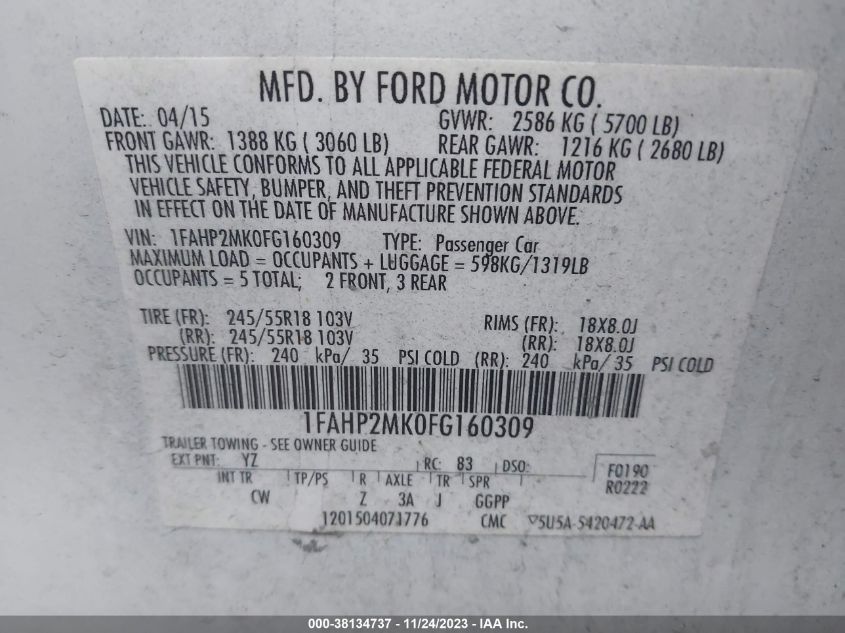 MFD. BY FORD MOTOR CO.
DATE: 04/15 GVWR: 2586 KG ( 5700 LB)
FRONT GAWR: 1388 KG ( 3060 LB) REAR GAWR: 1216 KG ( 2680 LB)
THIS VEHICLE CONFORMS TO ALL APPLICABLE FEDERAL MOTOR
VEHICLE SAFETY, BUMPER, AND THEFT PREVENTION STANDARDS
IN EFFECT ON THE DATE OF MANUFACTURE SHOWN ABOVE.
VIN: 1FAHP2MK0FG160309 TYPE: Passenger Car
MAXIMUM LOAD = OCCUPANTS + LUGGAGE = 598KG/1319LB
OCCUPANTS = 5 TOTAL; 2 FRONT, 3 REAR
TIRE (FR): 245/55R18 103V RIMS (FR): 18X8.0J
(RR): 245/55R18 103V (RR): 18X8.0J
PRESSURE (FR): 240 kPa/ 35 PSI COLD (RR): 240 kPa/ 35 PSI COLD
1FAHP2MK0FG160309
TRAILER TOWING - SEE OWNER GUIDE
EXT PNT: YZ RC: 83 DSO: F0190
INT TR TP/PS R AXLE TR SPR R0222
CW Z 3A J GGPP
1201504071776 CMC 5U5A-5420472-AA
000-38134737 - 11/24/2023 - IAA Inc.